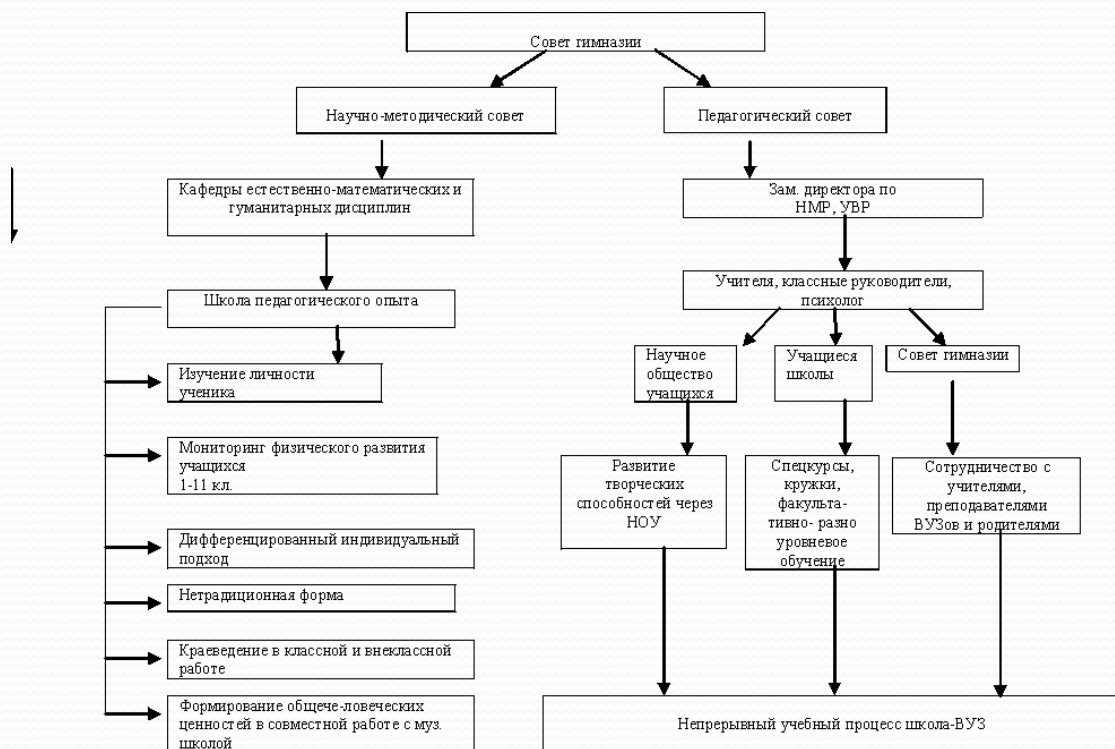 Совет гимназии
Научно-методический совет
Педагогический совет
Кафедры естественно-математических и
гуманитарных дисциплин
Зам. директора по
НМР, УВР
Школа педагогического опыта
Учителя, классные руководители,
психолог
Изучение личности
ученика
Научное
общество
учащихся
Учащиеся
школы
Совет гимназии
Мониторинг физического развития
учащихся
1-11 кл.
Развитие
творческих
способностей через
НОУ
Спецкурсы,
кружки,
факульта-
тивно- разно
уровневое
обучение
Сотрудничество с
учителями,
преподавателями
ВУЗов и родителями
Дифференцированный индивидуальный
подход
Нетрадиционная форма
Краеведение в классной и внеклассной
работе
Формирование общече-ловеческих
ценностей в совместной работе с муз.
школой
Непрерывный учебный процесс школа-ВУЗ